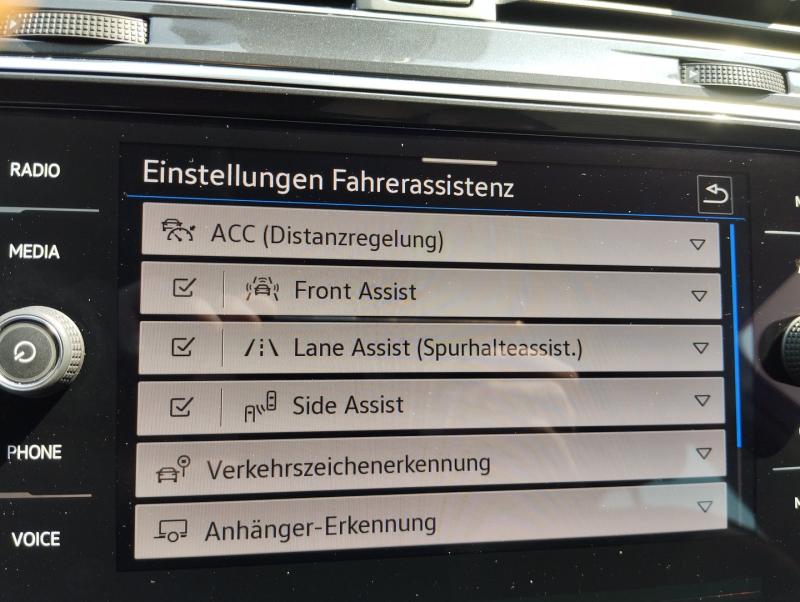 RADIO
MEDIA
PHONE
VOICE
Einstellungen Fahrerassistenz
ACC (Distanzregelung)
Front Assist
Lane Assist (Spurhalteassist.)
Side Assist
Verkehrszeichenerkennung
Anhänger-Erkennung